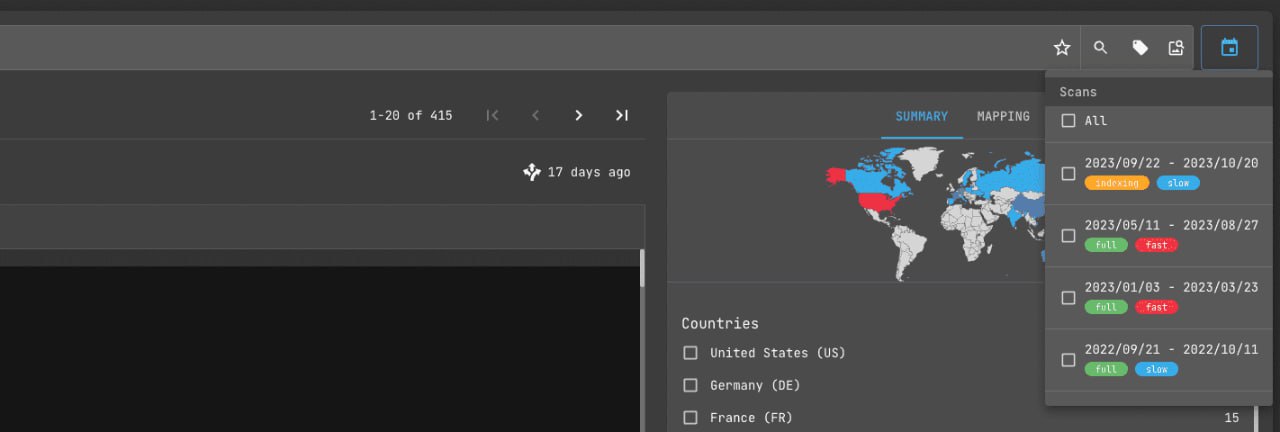 Scans
All
2023/09/22 - 2023/10/20
indexing slow
2023/05/11 - 2023/08/27
full fast
2023/01/03 - 2023/03/23
full fast
2022/09/21 - 2022/10/11
full slow
1-20 of 415
17 days ago
SUMMARY MAPPING
Countries
United States (US)
Germany (DE)
France (FR) 15